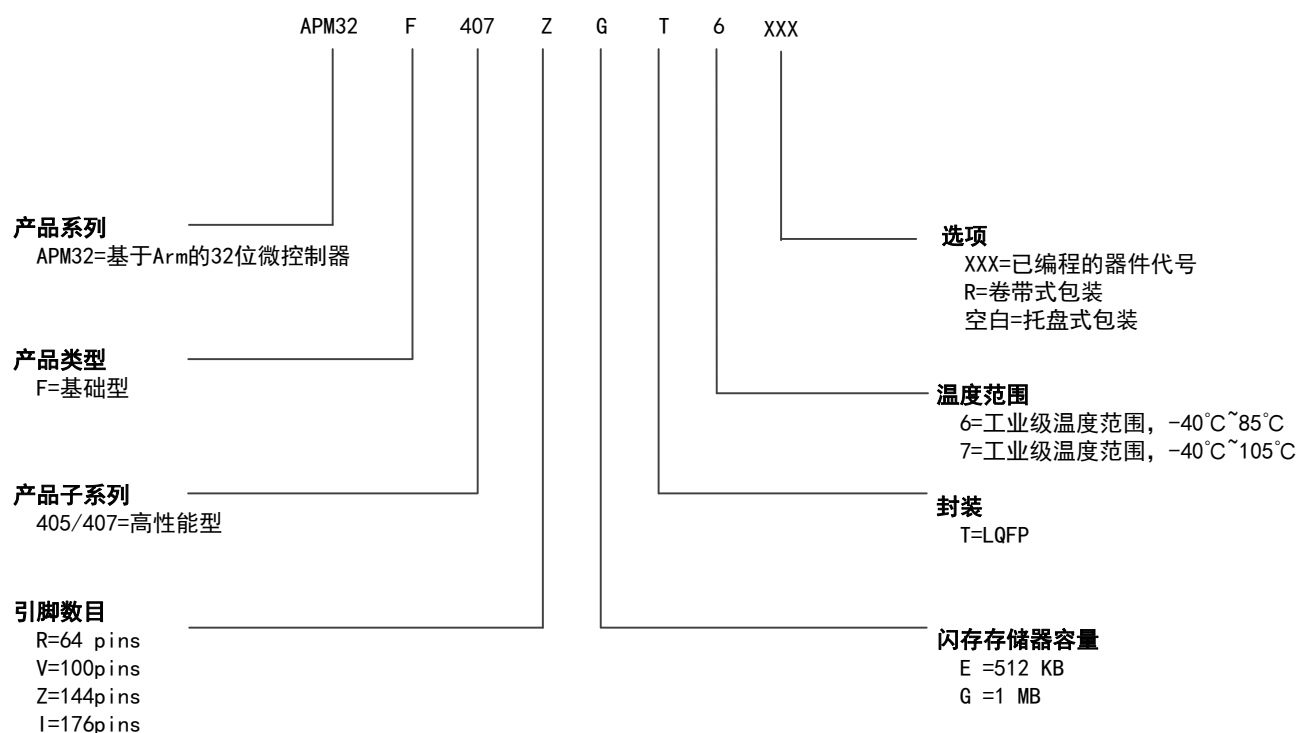 APM32 F 407 Z G T 6 XXX
产品系列
APM32=基于Arm的32位微控制器
产品类型
F=基础型
产品子系列
405/407=高性能型
引脚数目
R=64 pins
V=100pins
Z=144pins
I=176pins
选项
XXX=已编程的器件代号
R=卷带式包装
空白=托盘式包装
温度范围
6=工业级温度范围，-40℃~85℃
7=工业级温度范围，-40℃~105℃
封装
T=LQFP
闪存存储器容量
E =512 KB
G =1 MB